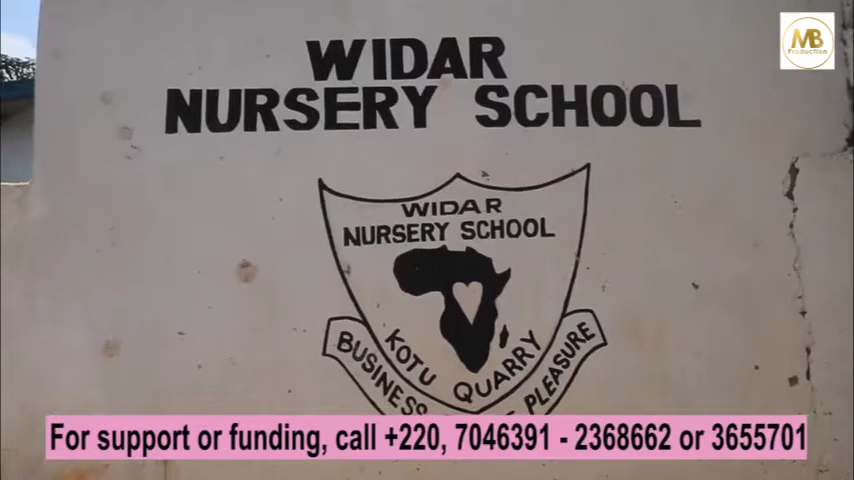 WIDAR
NURSERY SCHOOL
MB
Production
WIDAR
NURSERY SCHOOL
KOTU QUARRY
BUSINESS
PLEASURE
For support or funding, call +220, 7046391 - 2368662 or 3655701